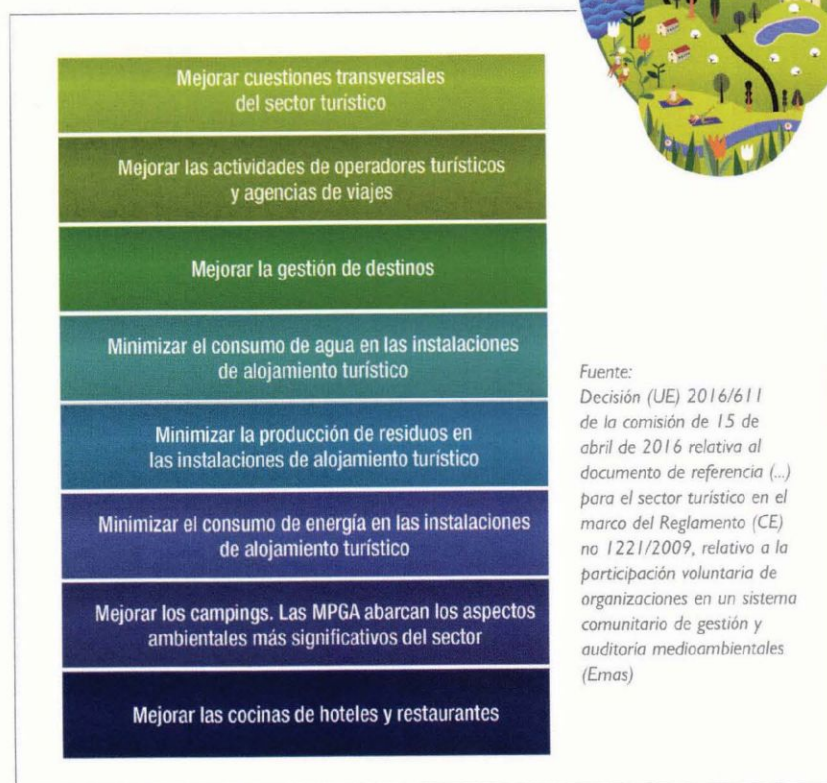 Mejorar cuestiones transversales
del sector turístico
Mejorar las actividades de operadores turísticos
y agencias de viajes
Mejorar la gestión de destinos
Minimizar el consumo de agua en las instalaciones
de alojamiento turístico
Minimizar la producción de residuos en
las instalaciones de alojamiento turístico
Minimizar el consumo de energía en las instalaciones
de alojamiento turístico
Mejorar los campings. Las MPGA abarcan los aspectos
ambientales más significativos del sector
Mejorar las cocinas de hoteles y restaurantes
Fuente:
Decisión (UE) 2016/611
de la comisión de 15 de
abril de 2016 relativa al
documento de referencia (...)
para el sector turístico en el
marco del Reglamento (CE)
no 1221/2009, relativo a la
participación voluntaria de
organizaciones en un sistema
comunitario de gestión y
auditoria medioambientales
(Emas)